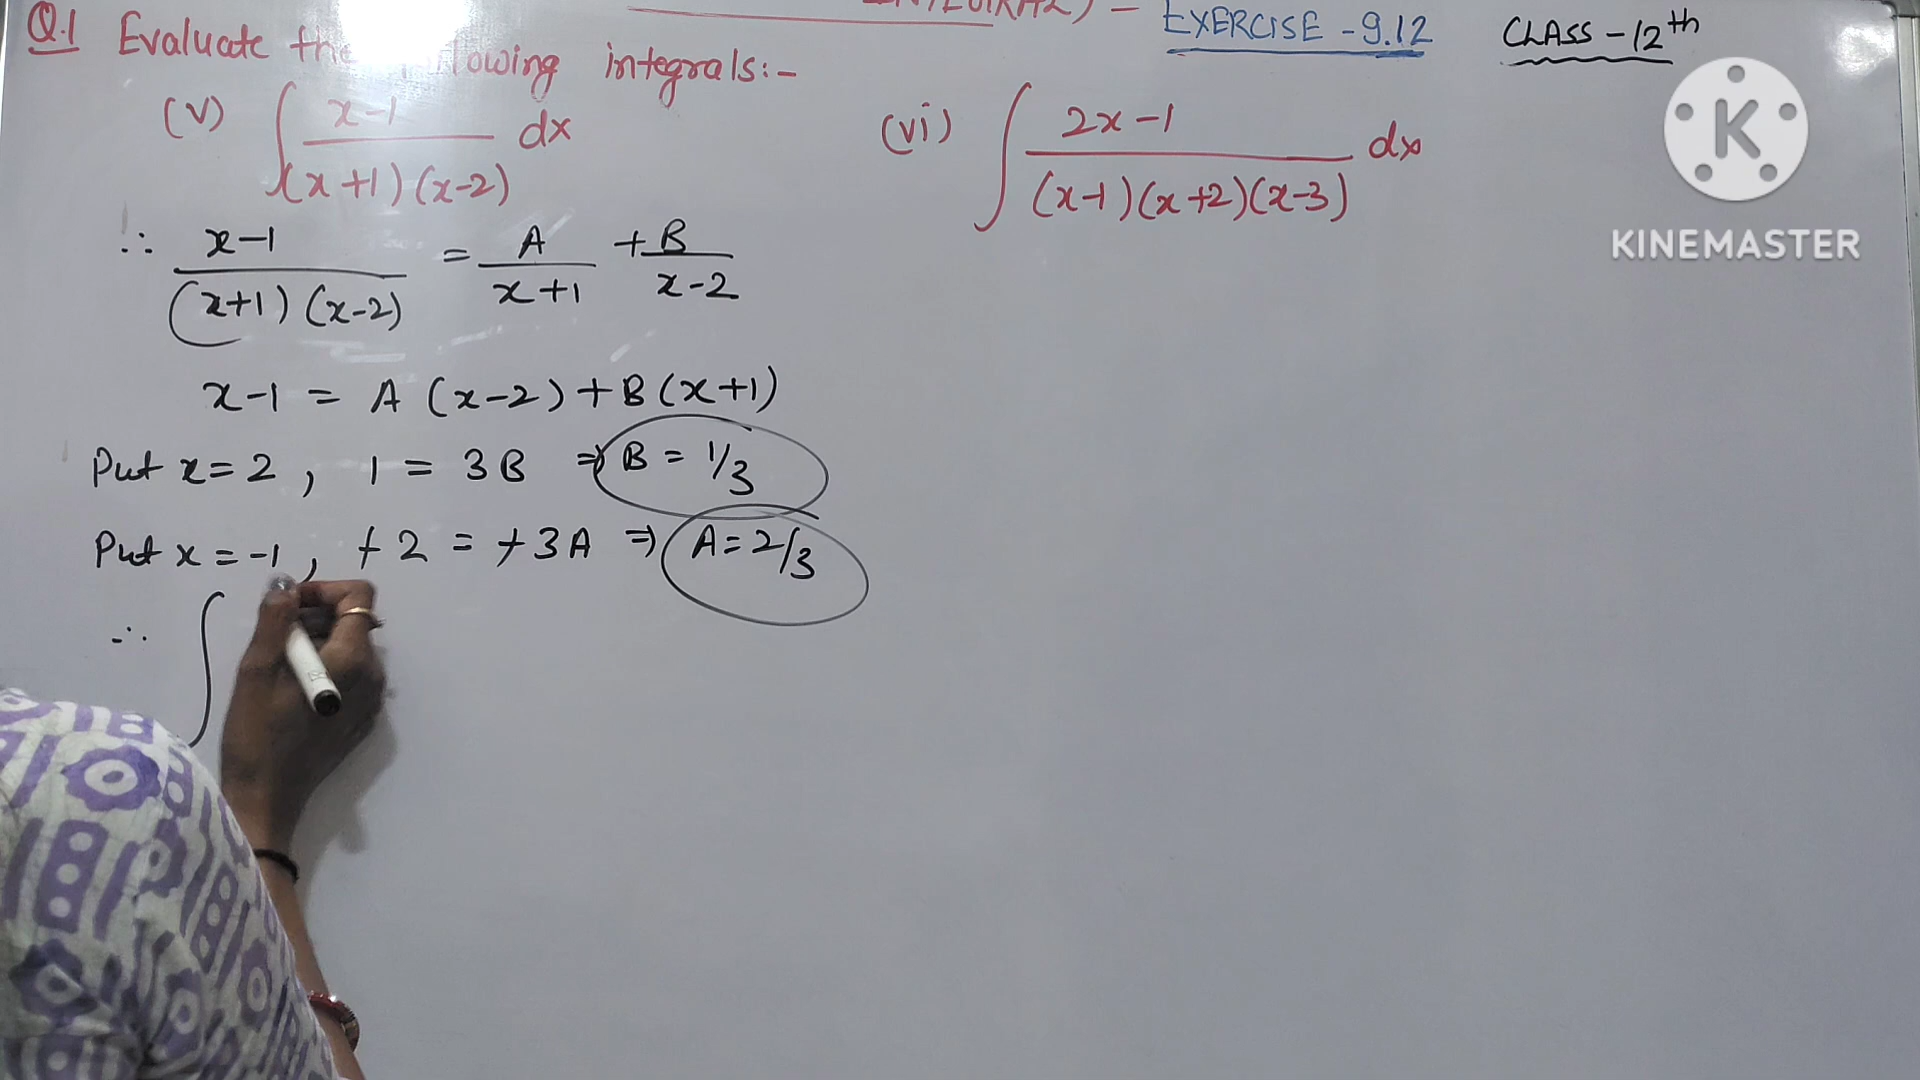 EXERCISE - 9.12
CLASS - 12th
Q.1 Evaluate the lowing integrals:-
(v) ∫ x-1 / (x+1)(x-2) dx
(vi) ∫ 2x-1 / (x-1)(x+2)(x-3) dx
KINEMASTER
∴ x-1 / (x+1)(x-2) = A / x+1 + B / x-2
x-1 = A(x-2)+B(x+1)
Put x=2, 1 = 3B ⇒ B = 1/3
Put x=-1, +2 = +3A ⇒ A=2/3
∴ ∫